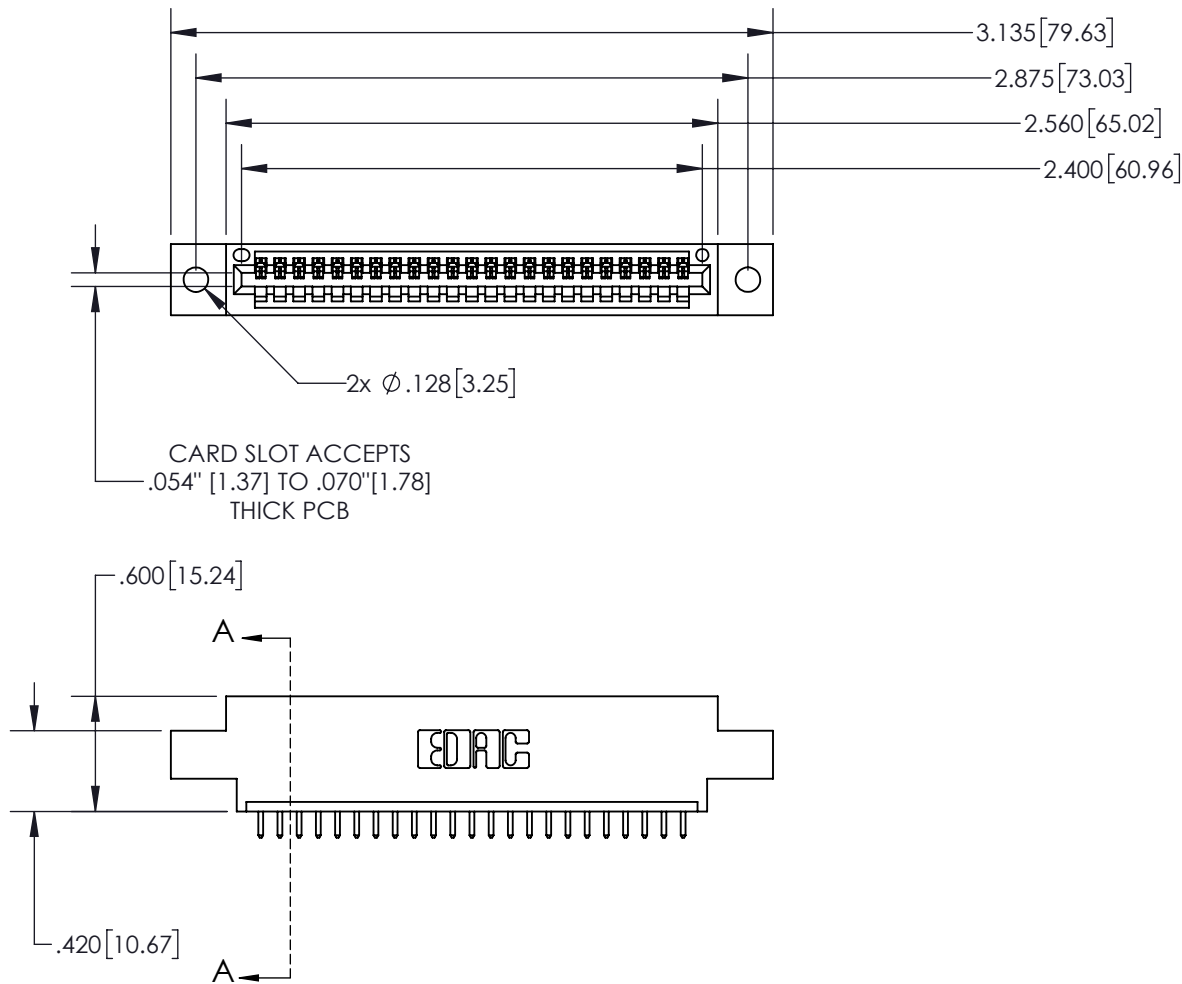 3.135[79.63]
2.875[73.03]
2.560[65.02]
2.400[60.96]
2x Ø.128[3.25]
CARD SLOT ACCEPTS
.054" [1.37] TO .070"[1.78]
THICK PCB
.600[15.24]
A
EDAC
.420[10.67]
A